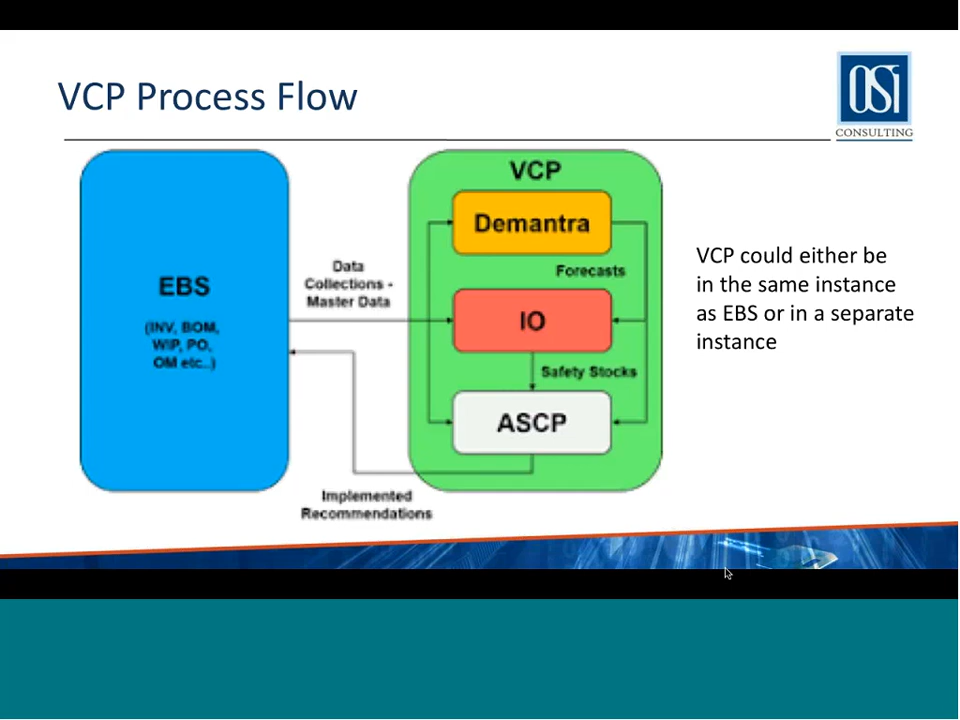 VCP Process Flow
OSi
CONSULTING
EBS
(INV, BOM,
WIP, PO,
OM etc..)
Data
Collections -
Master Data
VCP
Demantra
Forecasts
IO
Safety Stocks
ASCP
Implemented
Recommendations
VCP could either be
in the same instance
as EBS or in a separate
instance